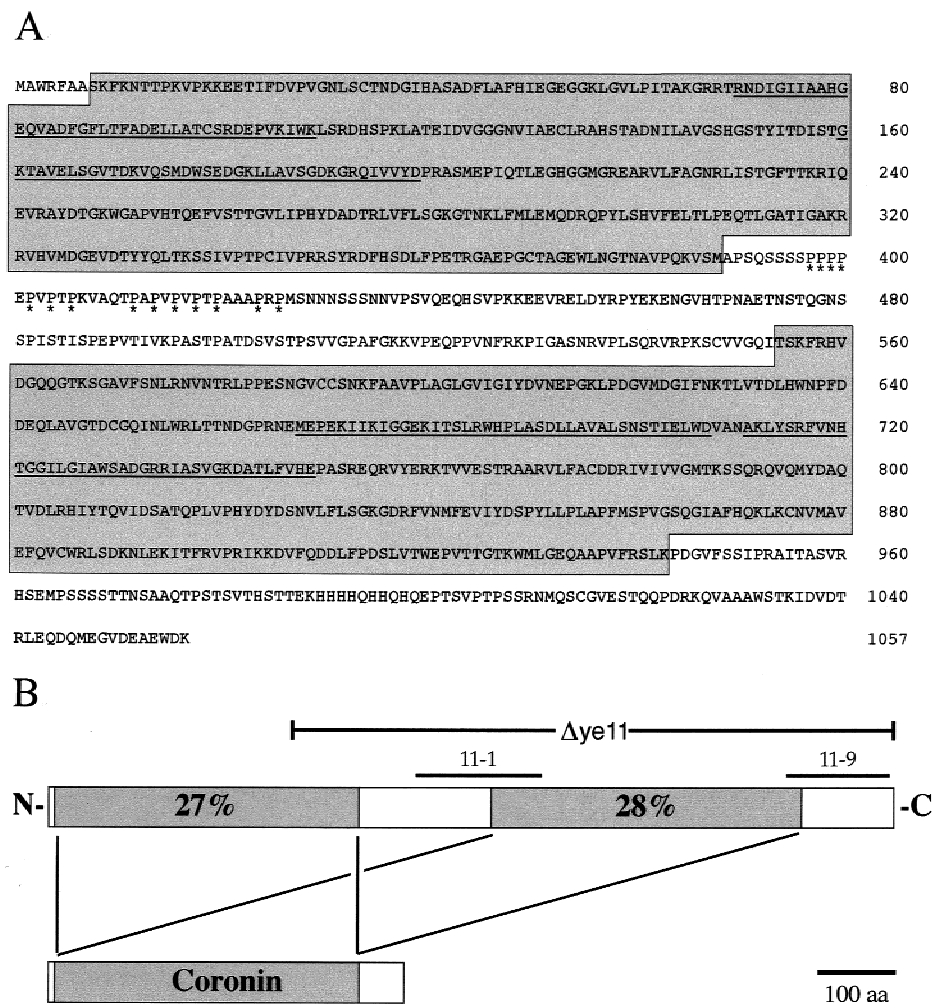 A
MAWRFAASKFKNTTPKVPKKEETIFDVPVGNLSCTNDGIHASADFLAFHIEGEGGKLGVLPITAKGRRTRNDIGIIAAHG 80
EQVADFGFLTFADELLATCSRDEPVKIWKLSRDHSPKLATEIDVGGGNVIAECLRAHSTADNILAVGSHGSTYITDISTG 160
KTAVELSGVTDKVQSMDWSEDGKLLAVSGDKGRQIVVYDPRASMEPIQTLEGHGGMGREARVLFAGNRLISTGFTTKRIQ 240
EVRAYDTGKWGAPVHTQEFVSTTGVLIPHYDADTRLVFLSGKGTNKLFMLEMQDRQPYLSHVFELTLPEQTLGATIGAKR 320
RVHVMDGEVDTYYQLTKSSIVPTPCIVPRRSYRDFHSDLFPETRGAEPGCTAGEWLNGTNAVPQKVSMAPSQSSSSPPPP 400
****
EPVPTPKVAQTPAPVPVPTPAAAPRPMSNNNSSSNNVPSVQEQHSVPKKEEVRELDYRPYEKENGVHTPNAETNSTQGNS 480
* * * * * * * * * *
SPISTISPEPVTIVKPASTPATDSVSTPSVVGPAFGKKVPEQPPVNFRKPIGASNRVPLSQRVRPKSCVVGQITSKFRHV 560
DGQQGTKSGAVFSNLRNVNTRLPPESNGVCCSNKFAAVPLAGLGVIGIYDVNEPGKLPDGVMDGIFNKTLVTDLHWNPFD 640
DEQLAVGTDCGQINLWRLTTNDGPRNEMEPEKIIKIGGEKITSLRWHPLASDLLAVALSNSTIELWDVANAKLYSRFVNH 720
TGGILGIAWSADGRRIASVGKDATLFVHEPASREQRVYERKTVVESTRAARVLFACDDRIVIVVGMTKSSQRQVQMYDAQ 800
TVDLRHIYTQVIDSATQPLVPHYDYDSNVLFLSGKGDRFVNMFEVIYDSPYLLPLAPFMSPVGSQGIAFHQKLKCNVMAV 880
EFQVCWRLSDKNLEKITFRVPRIKKDVFQDDLFPDSLVTWEPVTTGTKWMLGEQAAPVFRSLKPDGVFSSIPRAITASVR 960
HSEMPSSSSTTNSAAQTPSTSVTHSTTEKHHHHQHHQHQEPTSVPTPSSRNMQSCGVESTQQPDRKQVAAAWSTKIDVDT 1040
RLEQDQMEGVDEAEWDK 1057
B
Δye11
11-1 11-9
N- 27% 28% -C
Coronin
100 aa